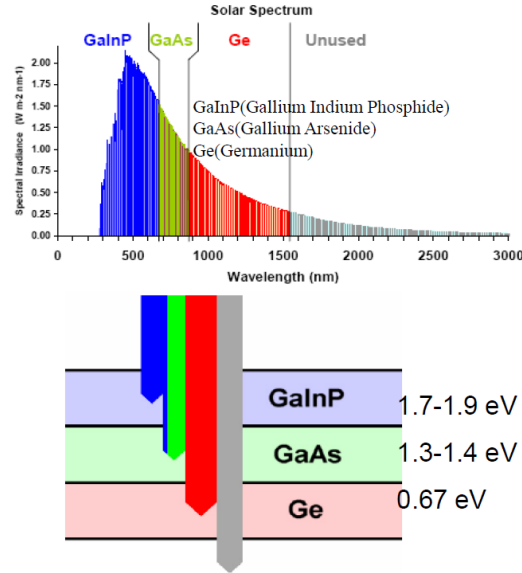 Solar Spectrum
GaInP GaAs Ge Unused
Spectral Irradiance (W m-2 nm-1)
2.00
1.75
1.50
1.25
1.00
0.75
0.50
0.25
0.00
GaInP(Gallium Indium Phosphide)
GaAs(Gallium Arsenide)
Ge(Germanium)
0 500 1000 1500 2000 2500 3000
Wavelength (nm)
GaInP 1.7-1.9 eV
GaAs 1.3-1.4 eV
Ge 0.67 eV